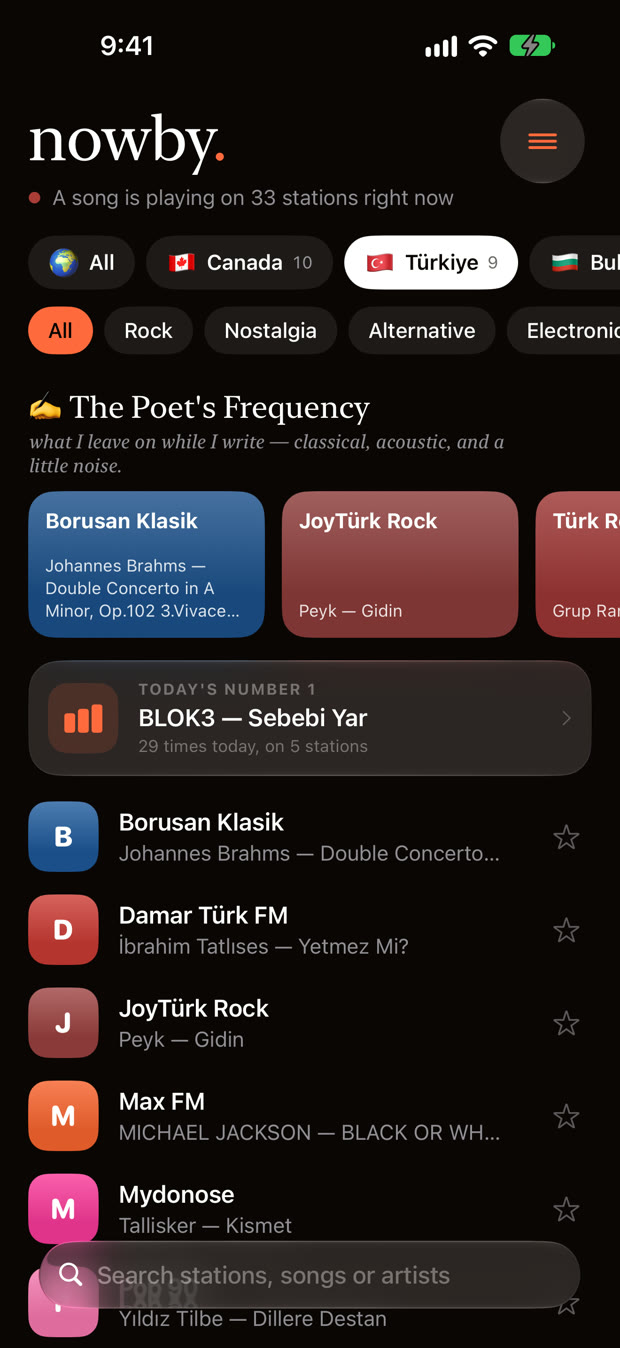 9:41
nowby.
A song is playing on 33 stations right now
All
Canada 10
Türkiye 9
Bul
All
Rock
Nostalgia
Alternative
Electronic
✍️ The Poet's Frequency
what I leave on while I write — classical, acoustic, and a
little noise.
Borusan Klasik
Johannes Brahms —
Double Concerto in A
Minor, Op.102 3.Vivace...
JoyTürk Rock
Peyk — Gidin
Türk R
Grup Ra
TODAY'S NUMBER 1
BLOK3 — Sebebi Yar
29 times today, on 5 stations
B
Borusan Klasik
Johannes Brahms — Double Concerto...
D
Damar Türk FM
İbrahim Tatlıses — Yetmez Mi?
J
JoyTürk Rock
Peyk — Gidin
M
Max FM
MICHAEL JACKSON — BLACK OR WH...
M
Mydonose
Tallisker — Kismet
Search stations, songs or artists
Yıldız Tilbe — Dillere Destan